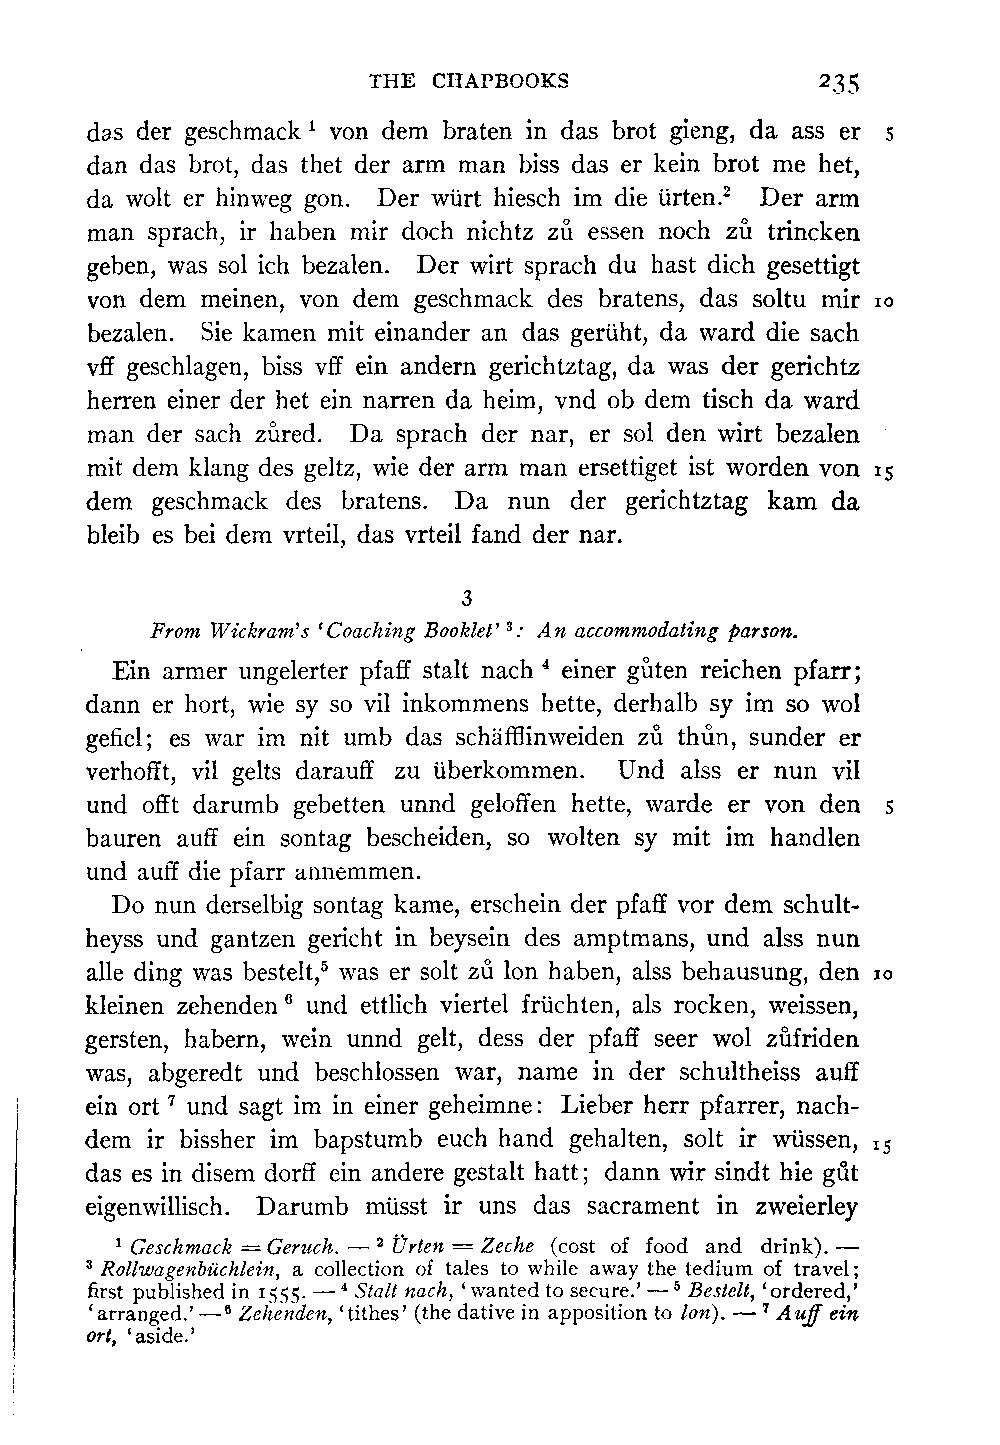 THE CHAPBOOKS 235
das der geschmack ¹ von dem braten in das brot gieng, da ass er 5
dan das brot, das thet der arm man biss das er kein brot me het,
da wolt er hinweg gon. Der würt hiesch im die ürten.² Der arm
man sprach, ir haben mir doch nichtz zů essen noch zů trincken
geben, was sol ich bezalen. Der wirt sprach du hast dich gesettigt
von dem meinen, von dem geschmack des bratens, das soltu mir 10
bezalen. Sie kamen mit einander an das gerüht, da ward die sach
vff geschlagen, biss vff ein andern gerichtztag, da was der gerichtz
herren einer der het ein narren da heim, vnd ob dem tisch da ward
man der sach zůred. Da sprach der nar, er sol den wirt bezalen
mit dem klang des geltz, wie der arm man ersettiget ist worden von 15
dem geschmack des bratens. Da nun der gerichtztag kam da
bleib es bei dem vrteil, das vrteil fand der nar.
3
From Wickram's ‘Coaching Booklet’ ³: An accommodating parson.
Ein armer ungelerter pfaff stalt nach ⁴ einer gůten reichen pfarr;
dann er hort, wie sy so vil inkommens hette, derhalb sy im so wol
gefiel; es war im nit umb das schäfflinweiden zů thůn, sunder er
verhofft, vil gelts darauff zu überkommen. Und alss er nun vil
und offt darumb gebetten unnd geloffen hette, warde er von den 5
bauren auff ein sontag bescheiden, so wolten sy mit im handlen
und auff die pfarr annemmen.
Do nun derselbig sontag kame, erschein der pfaff vor dem schult-
heyss und gantzen gericht in beysein des amptmans, und alss nun
alle ding was bestelt,⁵ was er solt zů lon haben, alss behausung, den 10
kleinen zehenden ⁶ und ettlich viertel früchten, als rocken, weissen,
gersten, habern, wein unnd gelt, dess der pfaff seer wol zůfriden
was, abgeredt und beschlossen war, name in der schultheiss auff
ein ort ⁷ und sagt im in einer geheimne: Lieber herr pfarrer, nach-
dem ir bissher im bapstumb euch hand gehalten, solt ir wüssen, 15
das es in disem dorff ein andere gestalt hatt; dann wir sindt hie gůt
eigenwillisch. Darumb müsst ir uns das sacrament in zweierley
¹ Geschmack = Geruch. — ² Ürten = Zeche (cost of food and drink). —
³ Rollwagenbüchlein, a collection of tales to while away the tedium of travel;
first published in 1555. — ⁴ Stalt nach, ‘wanted to secure.’ — ⁵ Bestelt, ‘ordered,’
‘arranged.’ — ⁶ Zehenden, ‘tithes’ (the dative in apposition to lon). — ⁷ Auff ein
ort, ‘aside.’